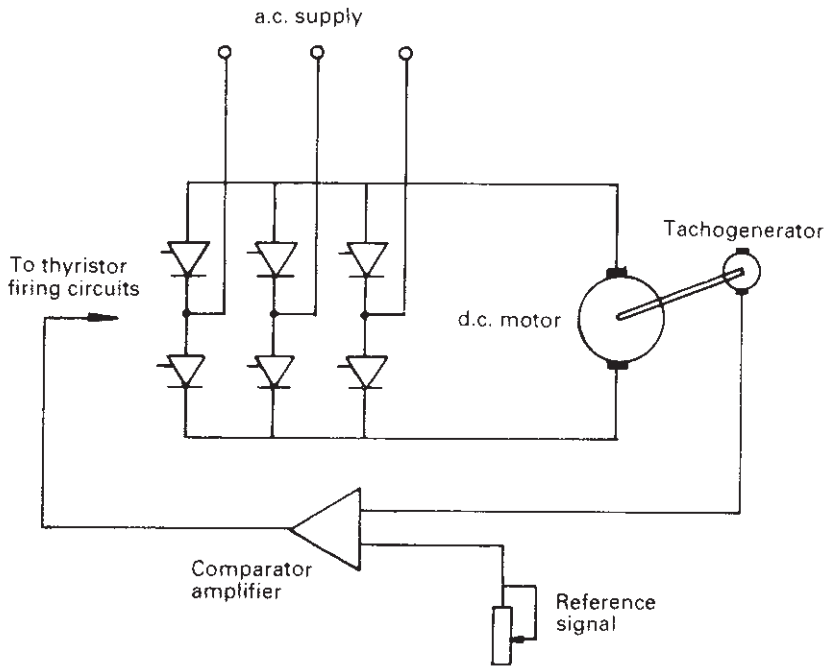 a.c. supply
Tachogenerator
To thyristor
firing circuits
d.c. motor
Comparator
amplifier
Reference
signal